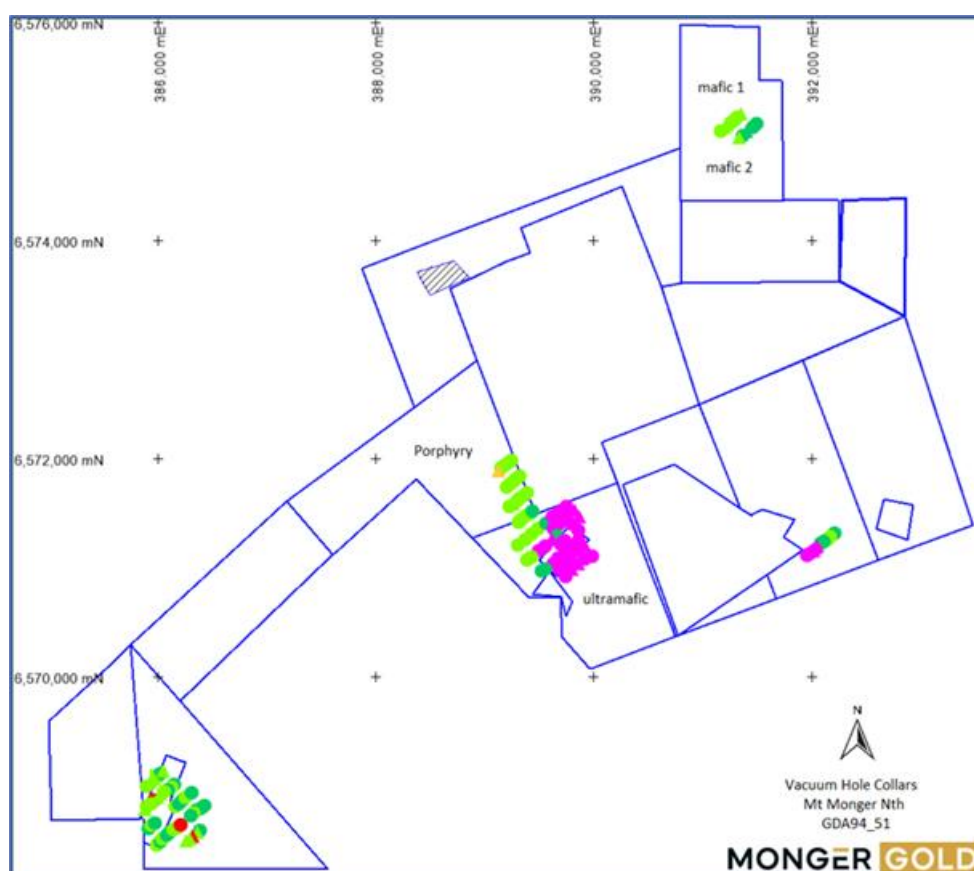 6,576,000 mN
386,000 mE
388,000 mE
390,000 mE
392,000 mE
mafic 1
mafic 2
6,574,000 mN
Porphyry
6,572,000 mN
ultramafic
6,570,000 mN
N
Vacuum Hole Collars
Mt Monger Nth
GDA94_51
MONGER GOLD